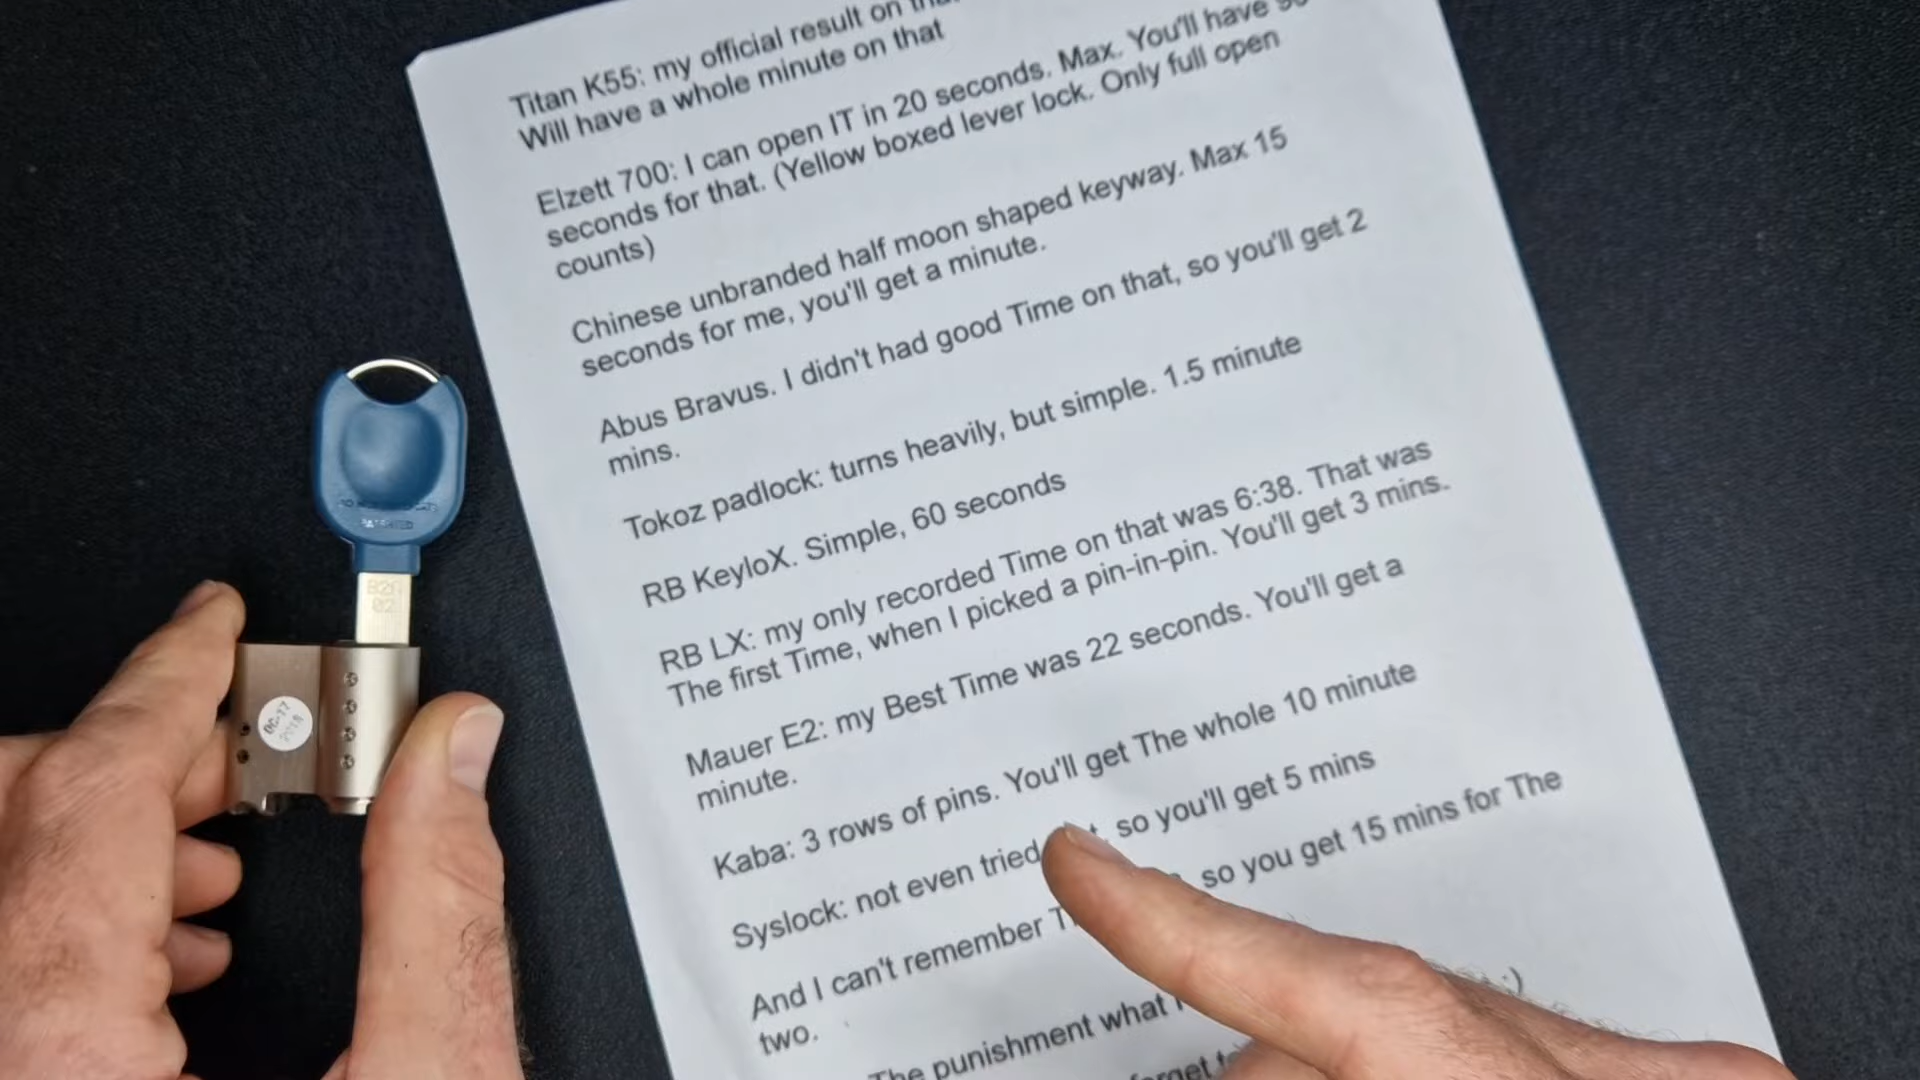 Titan K55: my official result on
Will have a whole minute on that
Elzett 700: I can open IT in 20 seconds. Max. You'll have
seconds for that. (Yellow boxed lever lock. Only full open
counts)
Chinese unbranded half moon shaped keyway. Max 15
seconds for me, you'll get a minute.
Abus Bravus. I didn't had good Time on that, so you'll get 2
mins.
Tokoz padlock: turns heavily, but simple. 1.5 minute
RB KeyloX. Simple, 60 seconds
RB LX: my only recorded Time on that was 6:38. That was
The first Time, when I picked a pin-in-pin. You'll get 3 mins.
Mauer E2: my Best Time was 22 seconds. You'll get a
minute.
Kaba: 3 rows of pins. You'll get The whole 10 minute
Syslock: not even tried so you'll get 5 mins
And I can't remember so you get 15 mins for The
two.
The punishment what :)
PATENTED